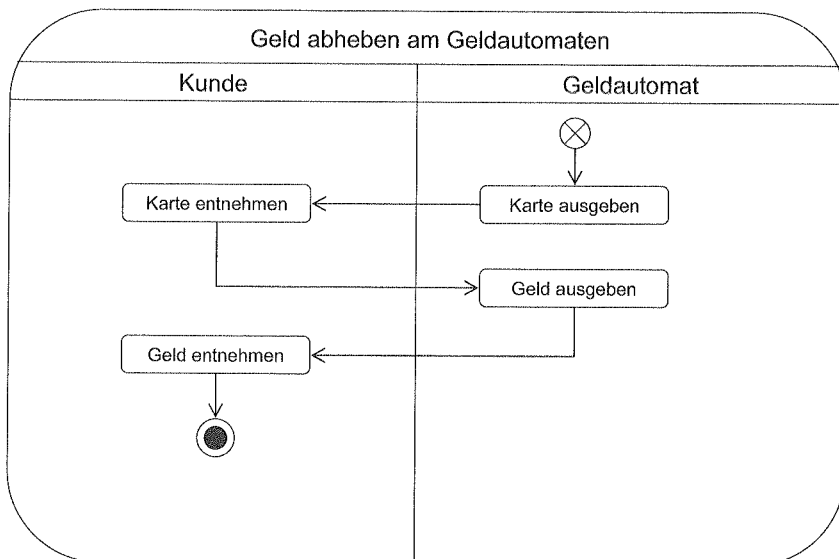 Geld abheben am Geldautomaten
Kunde
Geldautomat
Karte entnehmen
Karte ausgeben
Geld ausgeben
Geld entnehmen